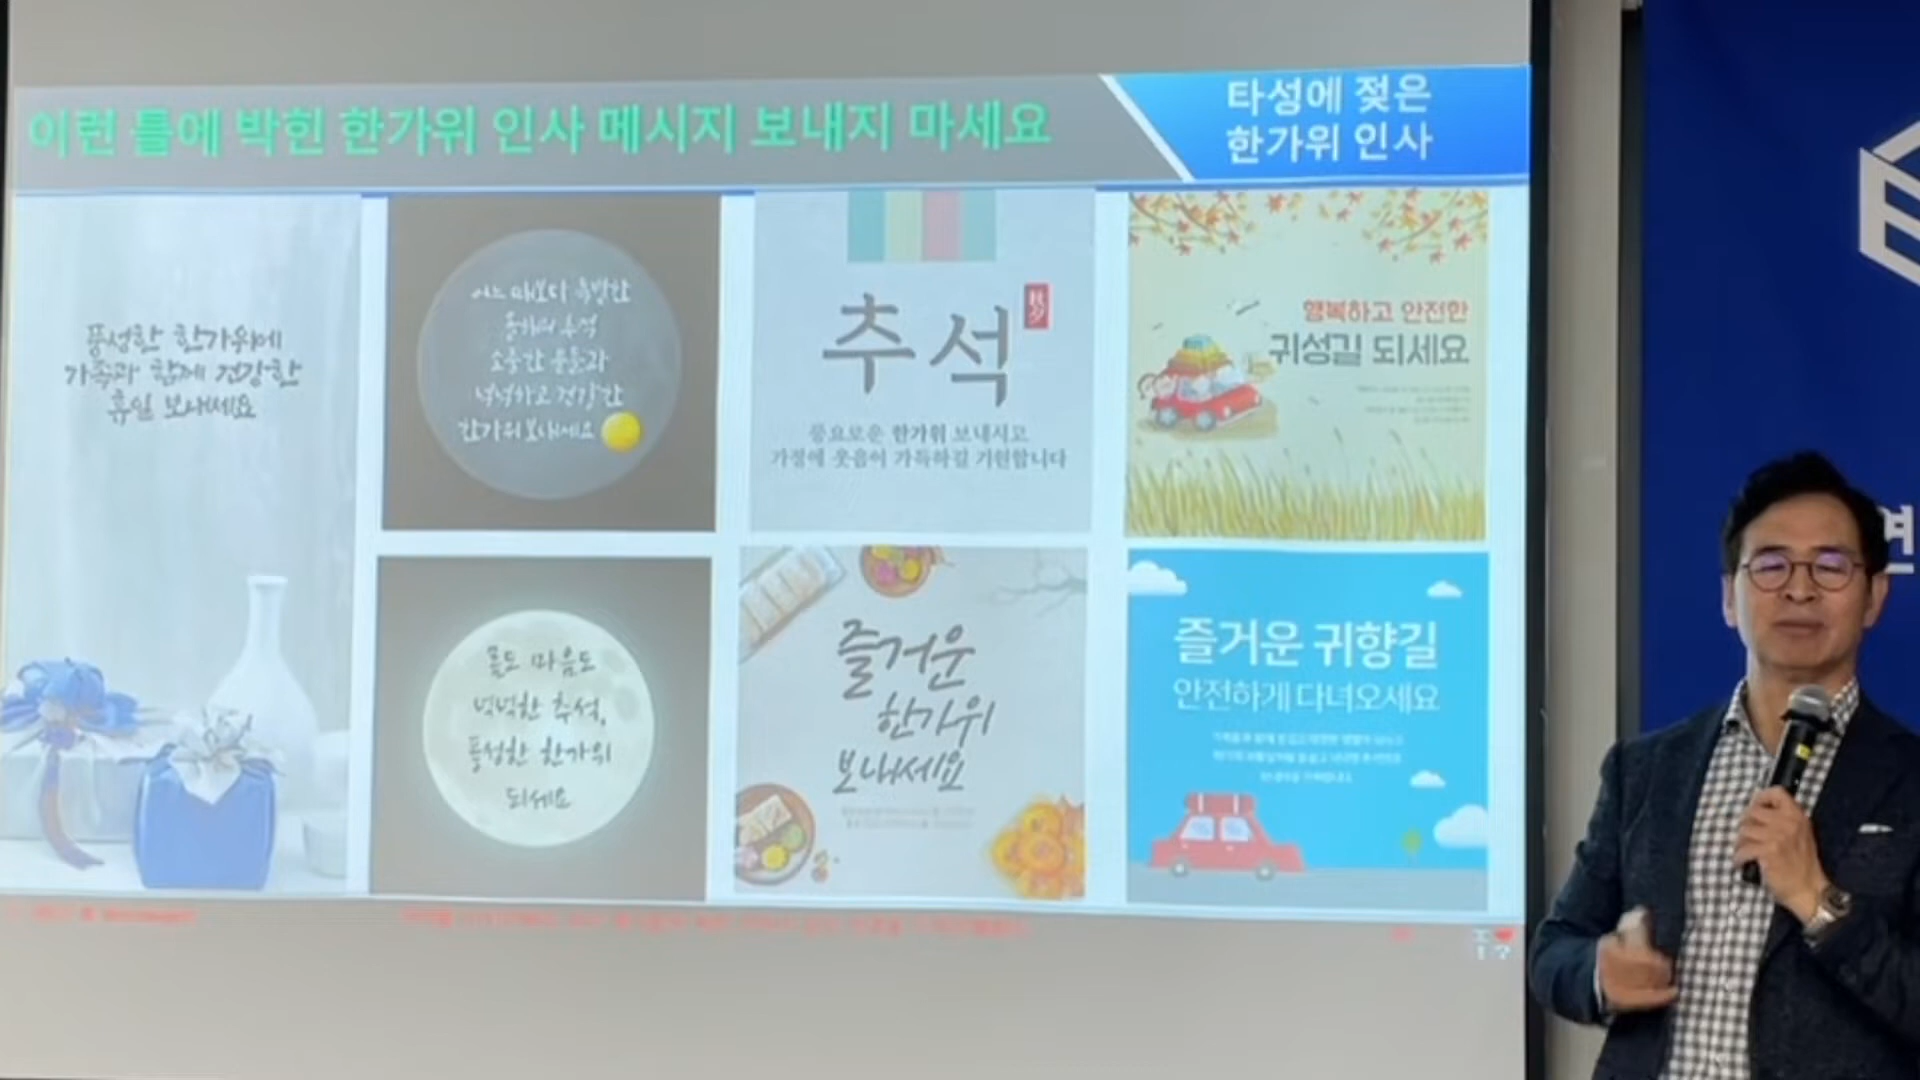 이런 틀에 박힌 한가위 인사 메시지 보내지 마세요
타성에 젖은
한가위 인사
풍성한 한가위에
가족과 함께 건강한
휴일 보내세요
어느 때보다 특별한
올해의 추석
소중한 분들과
넉넉하고 건강한
한가위 보내세요
추석
秋夕
풍요로운 한가위 보내시고
가정에 웃음이 가득하길 기원합니다
행복하고 안전한
귀성길 되세요
몸도 마음도
넉넉한 추석,
풍성한 한가위
되세요
즐거운
한가위
보내세요
즐거운 귀향길
안전하게 다녀오세요
연